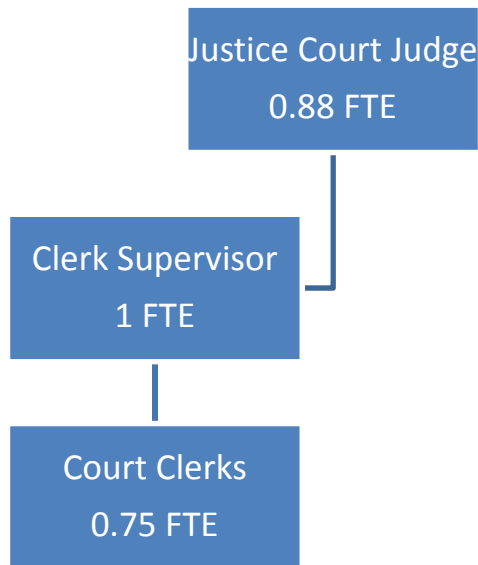 Justice Court Judge
0.88 FTE
Clerk Supervisor
1 FTE
Court Clerks
0.75 FTE